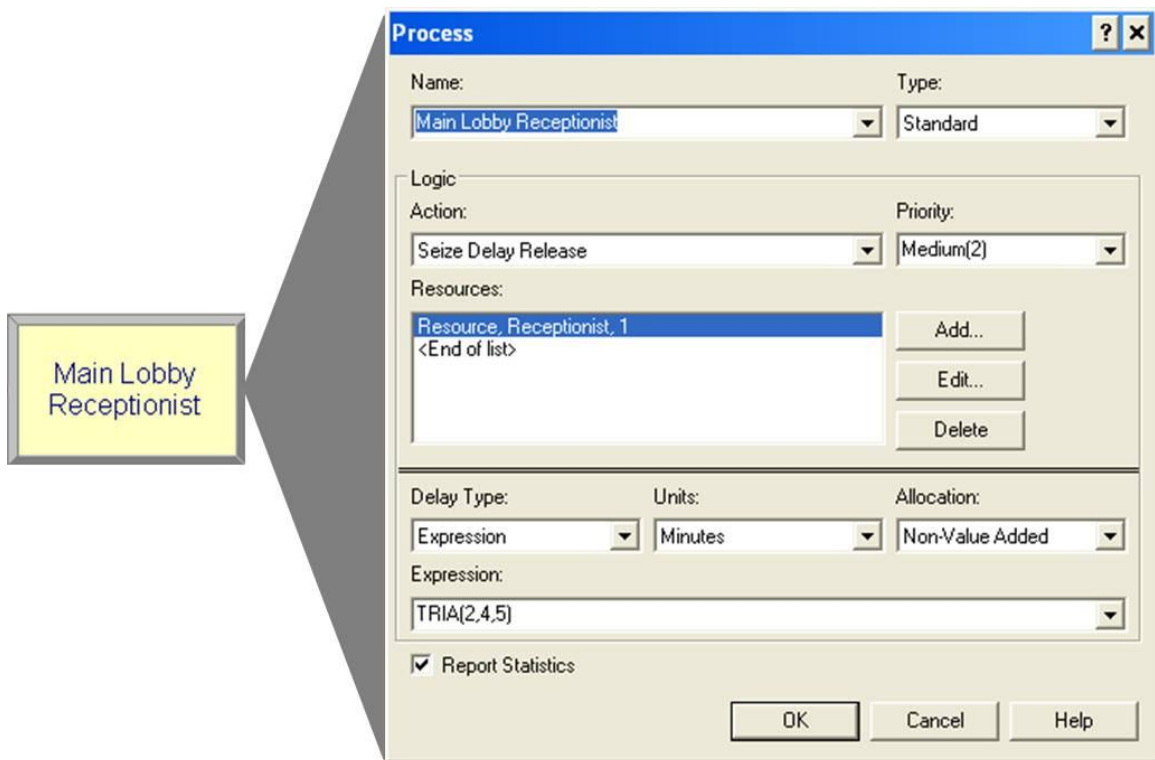 Main Lobby
Receptionist
Process
? ×
Name:
Type:
Main Lobby Receptionist
Standard
Logic
Action:
Priority:
Seize Delay Release
Medium(2)
Resources:
Resource, Receptionist, 1
<End of list>
Add...
Edit...
Delete
Delay Type:
Units:
Allocation:
Expression
Minutes
Non-Value Added
Expression:
TRIA(2,4,5)
Report Statistics
OK
Cancel
Help